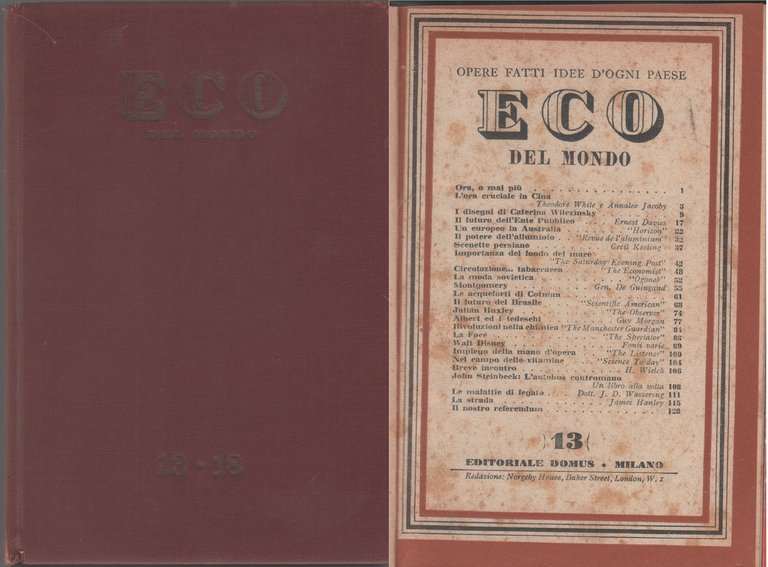 ECO
DEL MONDO
13 - 18
OPERE FATTI IDEE D'OGNI PAESE
ECO
DEL MONDO
Ora, o mai più . . . . . . . . . . . . . . . . 1
L'ora cruciale in Cina
Theodore White e Annalee Jacoby 3
I disegni di Caterina Wilczinsky . . . 9
Il futuro dell'Ente Pubblico . . Ernest Davies 17
Un europeo in Australia . . . "Horizon" 22
Il potere dell'alluminio . . "Revue de l'aluminium" 32
Scenette persiane . . . . Cecil Keeling 37
Importanza del fondo del mare
"The Saturday Evening Post" 42
Circolazione... tabaccacea . "The Economist" 48
La moda sovietica . . . . "Ogonek" 52
Montgomery . . . . Gen. De Guingand 55
Le acqueforti di Cotman . . . . . . 61
Il futuro del Brasile . . "Scientific American" 68
Julian Huxley . . . . "The Observer" 74
Albert ed i tedeschi . . . . Guy Morgan 77
Rivoluzioni nella chimica "The Manchester Guardian" 84
La Foce . . . . "The Spectator" 86
Walt Disney . . . . Fonti varie 89
Impiego della mano d'opera . . "The Listener" 100
Nel campo delle vitamine . . "Science To-day" 104
Breve incontro . . . . H. Wielch 106
John Steinbeck: L'autobus contromano
Un libro alla volta 108
Le malattie di fegato . . Dott. J. D. Wassersug 111
La strada . . . . James Hanley 115
Il nostro referendum . . . . . . . . 128
13
EDITORIALE DOMUS • MILANO
Redazione: Norgeby House, Baker Street, London, W. 1